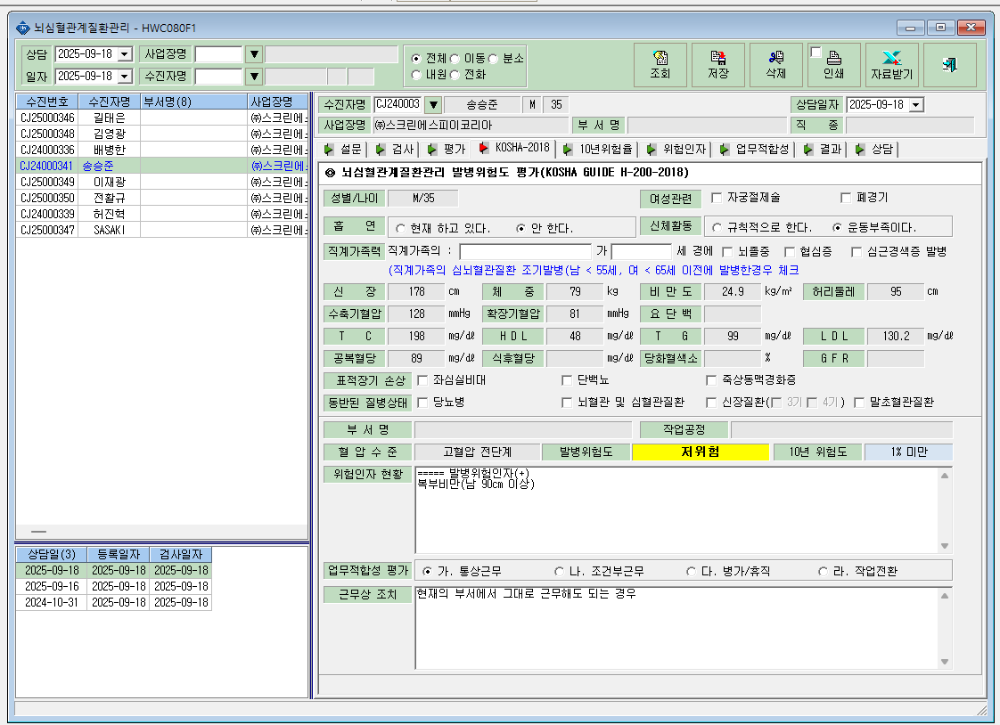 뇌심혈관계질환관리 - HWC080F1
상담 2025-09-18 사업장명
일자 2025-09-18 수진자명
전체 이동 분소
내원 전화
조회 저장 삭제 인쇄 자료받기
수진번호 수진자명 부서명(8) 사업장명
CJ25000346 길태은 ㈜스크린에
CJ25000348 김영광 ㈜스크린에
CJ24000336 배병한 ㈜스크린에
CJ24000341 송승준 ㈜스크린에
CJ25000349 이재광 ㈜스크린에
CJ25000350 전활규 ㈜스크린에
CJ24000339 허진혁 ㈜스크린에
CJ25000347 SASAKI ㈜스크린에
상담일(3) 등록일자 검사일자
2025-09-18 2025-09-18 2025-09-18
2025-09-16 2025-09-18 2025-09-18
2024-10-31 2025-09-18 2025-09-18
수진자명 CJ240003 송승준 M 35 상담일자 2025-09-18
사업장명 ㈜스크린에스피이코리아 부 서 명 직 종
설문 검사 평가 KOSHA-2018 10년위험율 위험인자 업무적합성 결과 상담
◎ 뇌심혈관계질환관리 발병위험도 평가(KOSHA GUIDE H-200-2018)
성별/나이 M/35 여성관련 자궁절제술 폐경기
흡 연 현재 하고 있다. 안 한다. 신체활동 규칙적으로 한다. 운동부족이다.
직계가족력 직계가족의 : 가 세 경에 뇌졸중 협심증 심근경색증 발병
(직계가족의 심뇌혈관질환 조기발병(남 < 55세, 여 < 65세 이전에 발병한경우 체크
신 장 178 cm 체 중 79 kg 비 만 도 24.9 kg/m² 허리둘레 95 cm
수축기혈압 128 mmHg 확장기혈압 81 mmHg 요 단 백
T C 198 mg/dℓ H D L 48 mg/dℓ T G 99 mg/dℓ L D L 130.2 mg/dℓ
공복혈당 89 mg/dℓ 식후혈당 mg/dℓ 당화혈색소 % G F R
표적장기 손상 좌심실비대 단백뇨 죽상동맥경화증
동반된 질병상태 당뇨병 뇌혈관 및 심혈관질환 신장질환( 3기 4기 ) 말초혈관질환
부 서 명 작업공정
혈 압 수 준 고혈압 전단계 발병위험도 저위험 10년 위험도 1% 미만
위험인자 현황 ===== 발병위험인자(+)
복부비만(남 90cm 이상)
업무적합성 평가 가. 통상근무 나. 조건부근무 다. 병가/휴직 라. 작업전환
근무상 조치 현재의 부서에서 그대로 근무해도 되는 경우